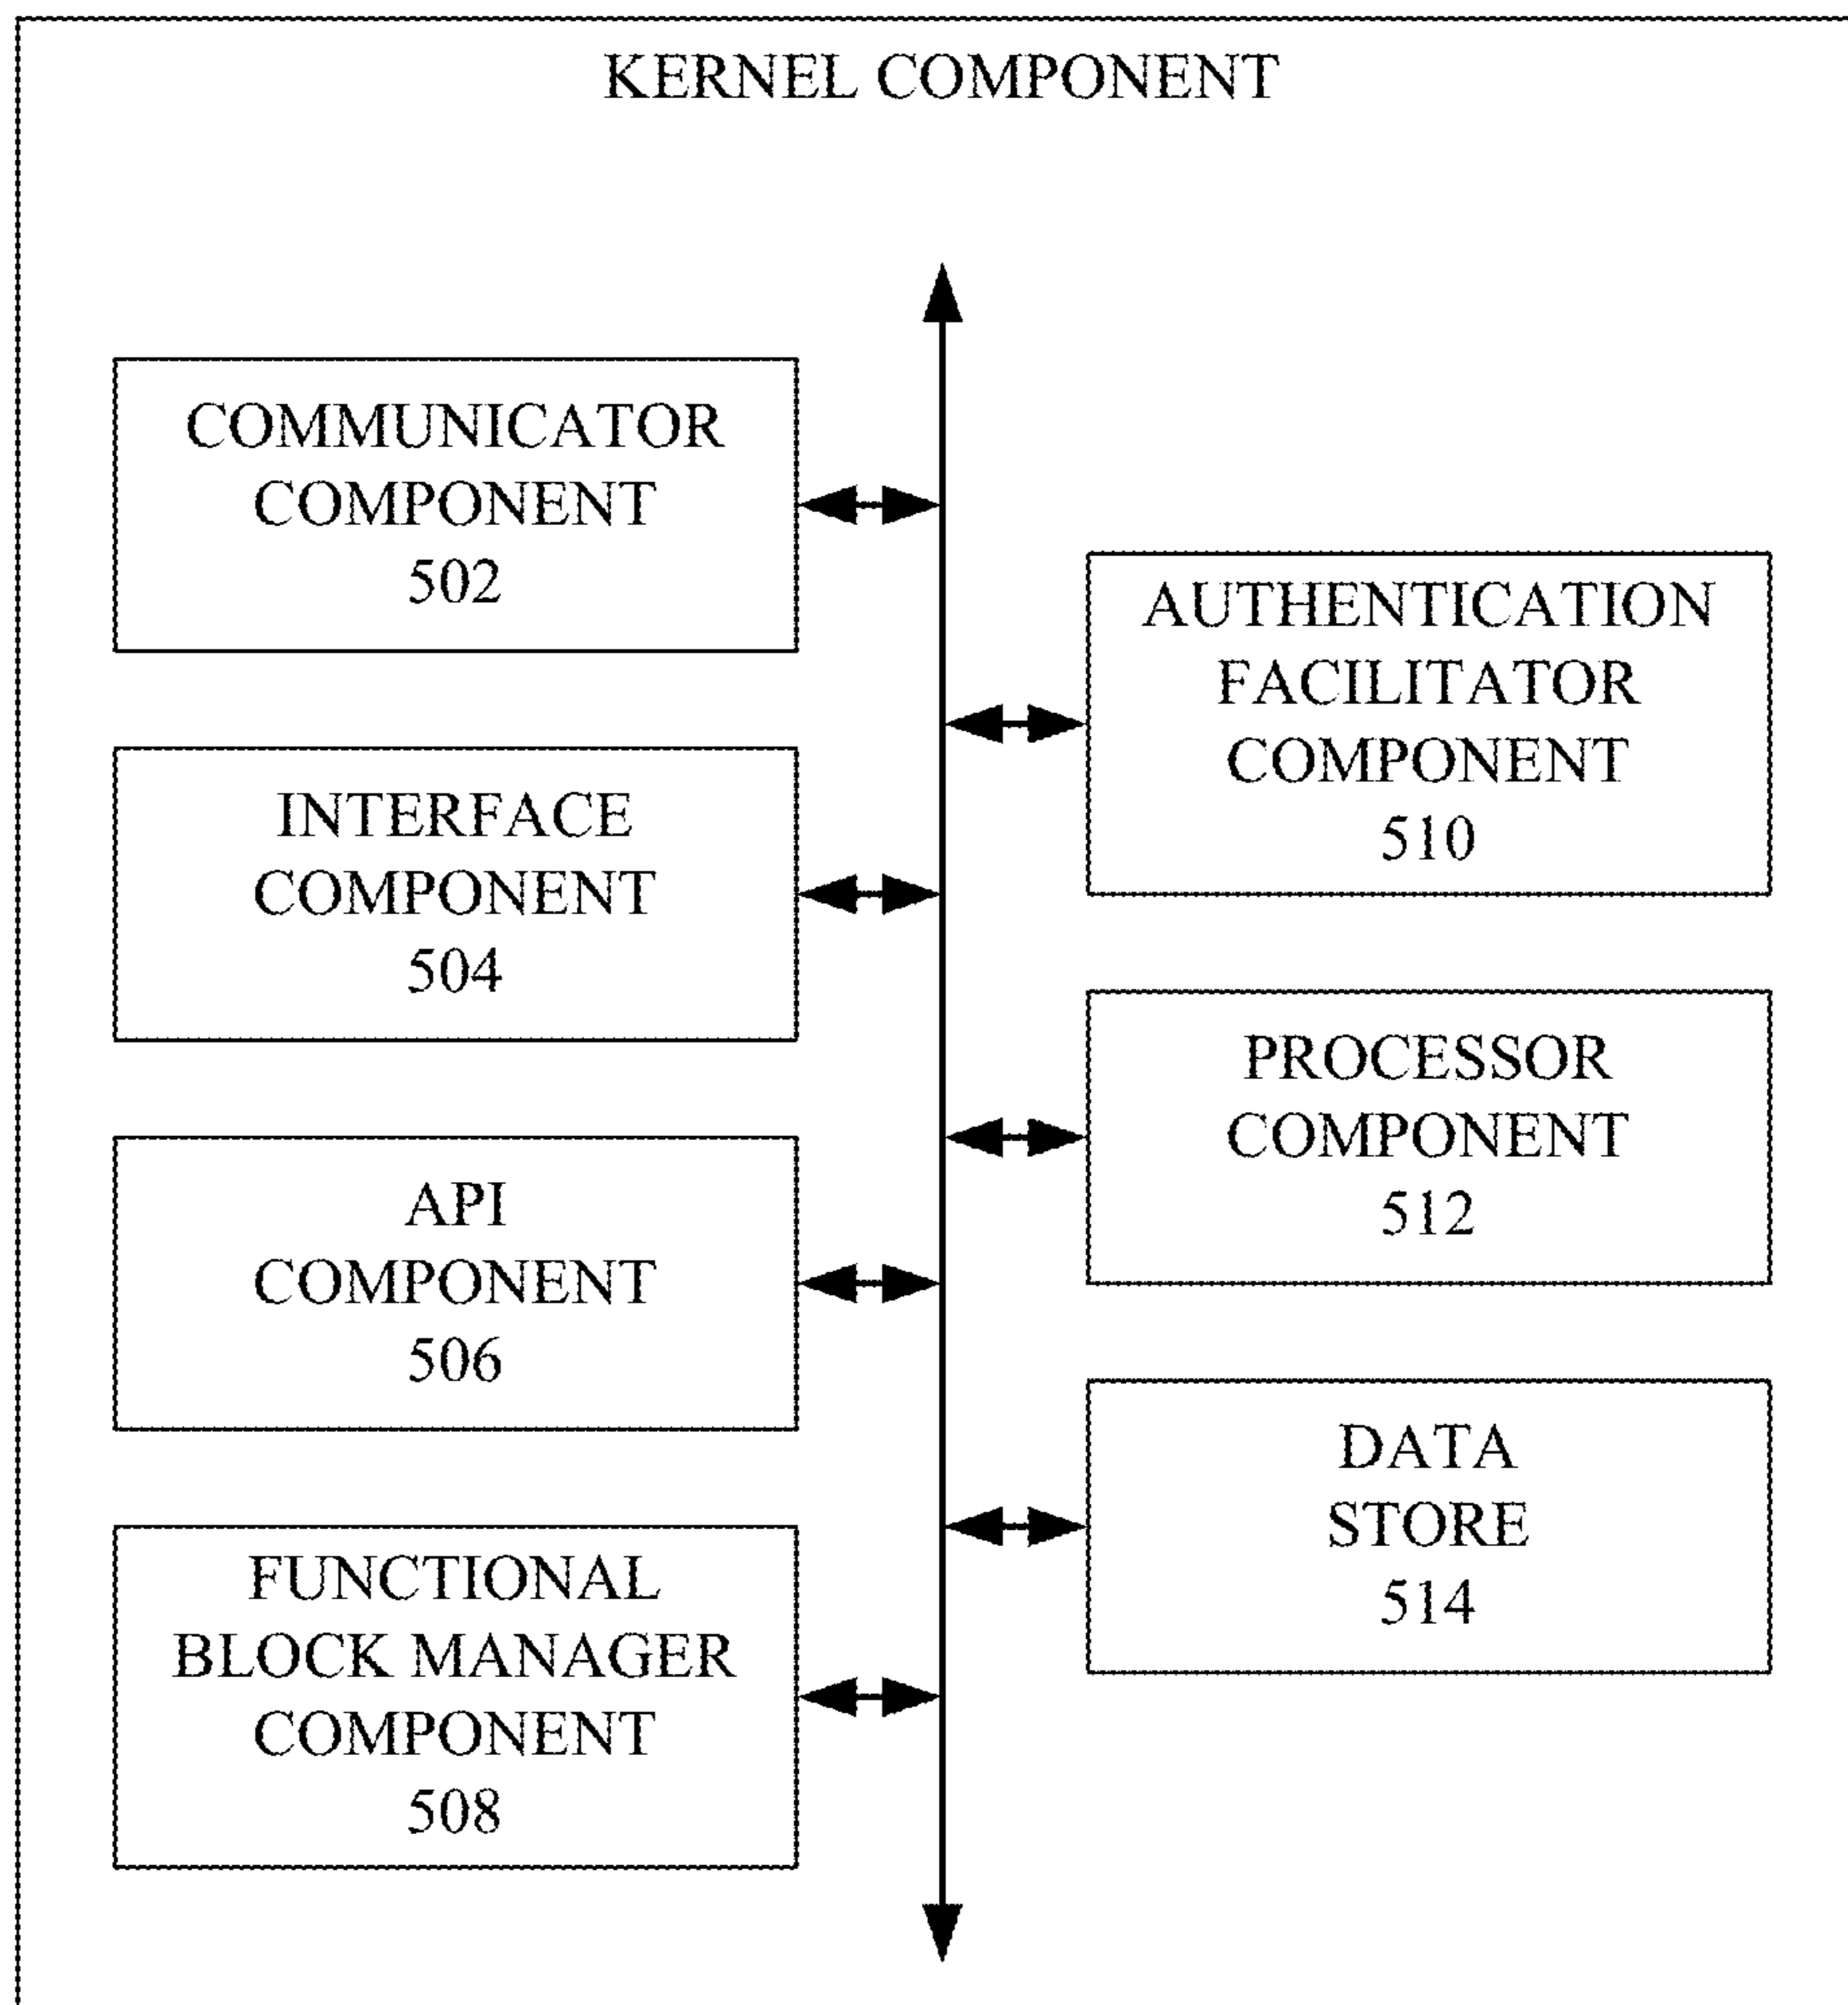 KERNEL COMPONENT
COMMUNICATOR
COMPONENT
502
INTERFACE
COMPONENT
504
API
COMPONENT
506
FUNCTIONAL
BLOCK MANAGER
COMPONENT
508
AUTHENTICATION
FACILITATOR
COMPONENT
510
PROCESSOR
COMPONENT
512
DATA
STORE
514